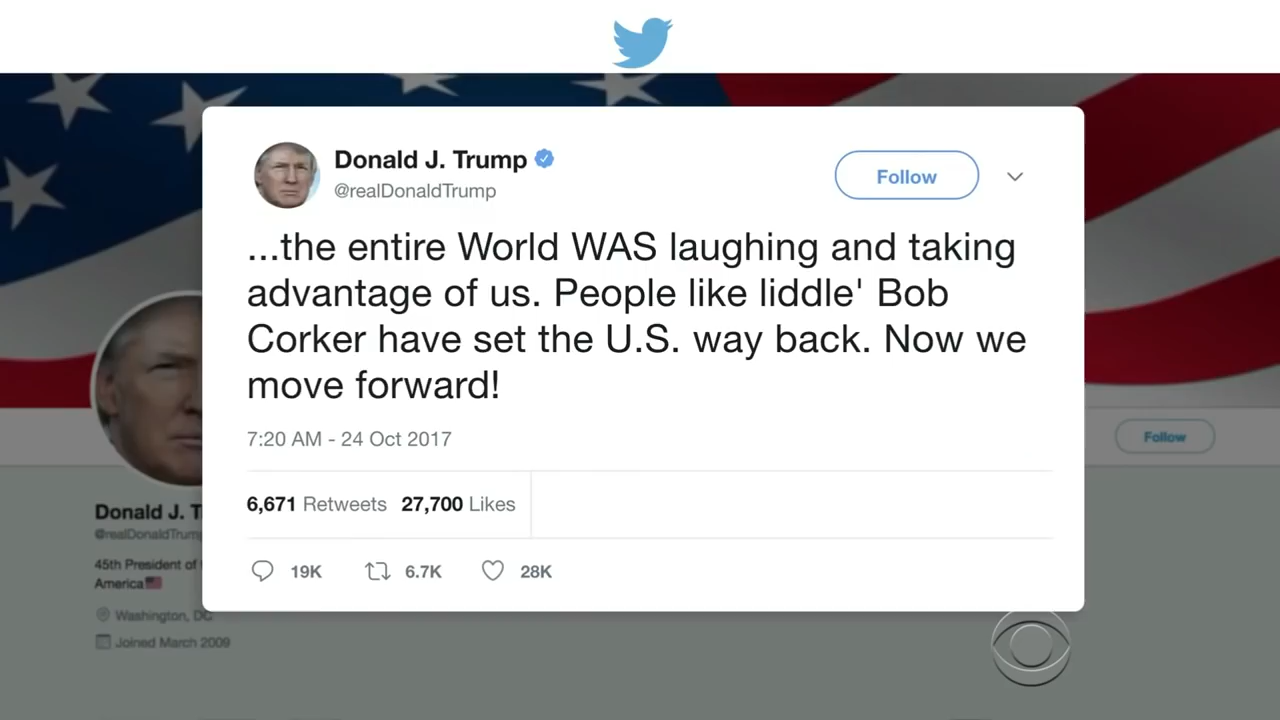 Donald J. Trump
@realDonaldTrump
Follow
...the entire World WAS laughing and taking
advantage of us. People like liddle' Bob
Corker have set the U.S. way back. Now we
move forward!
7:20 AM - 24 Oct 2017
6,671 Retweets 27,700 Likes
19K 6.7K 28K
Follow
Donald J. T
@realDonaldTrum
45th President of
America
Washington, DC
Joined March 2009